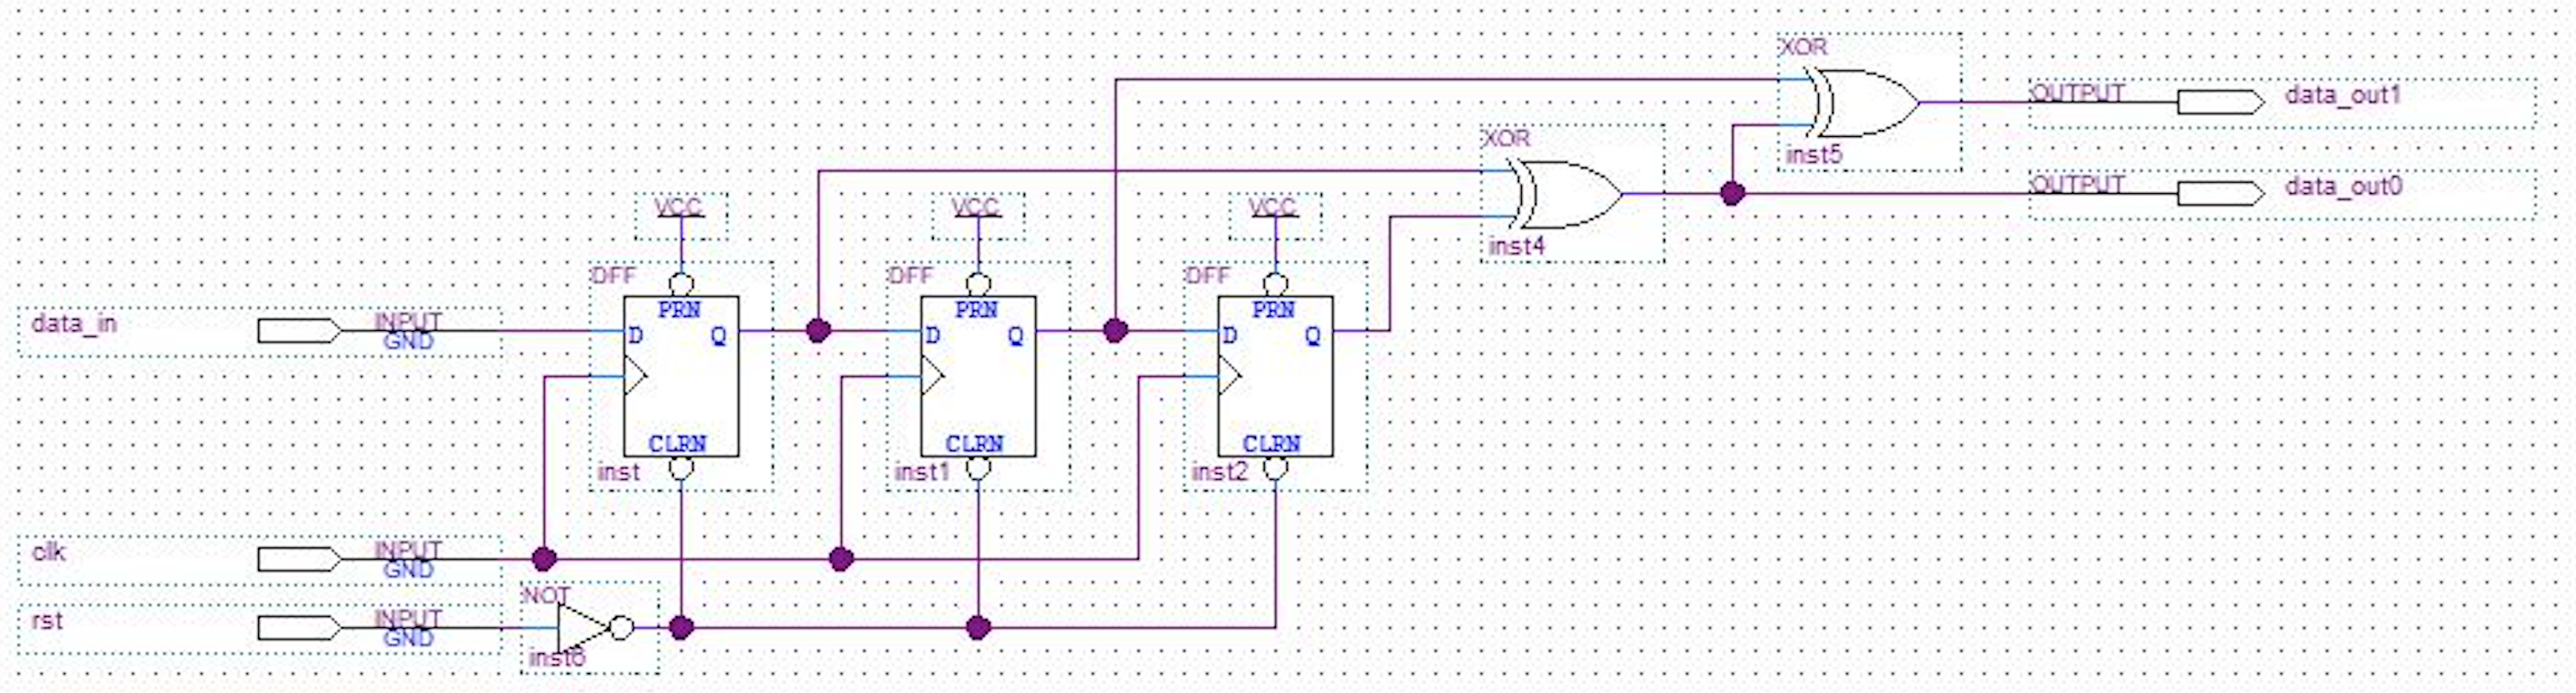 XOR
OUTPUT data_out1
XOR
inst5
OUTPUT data_out0
VCC VCC VCC
inst4
DFF DFF DFF
PRN PRN PRN
data_in INPUT
GND
D Q D Q D Q
CLRN CLRN CLRN
inst inst1 inst2
clk INPUT
GND
NOT
rst INPUT
GND
inst6